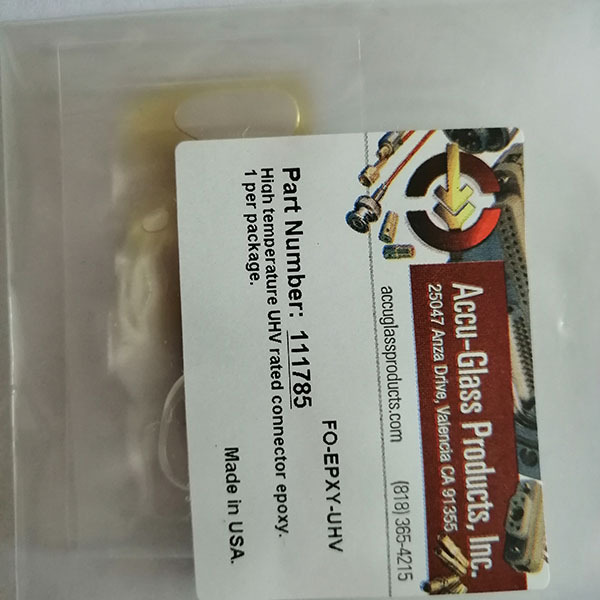 Accu-Glass Products, Inc.
25047 Anza Drive, Valencia CA 91355
accuglassproducts.com (818) 365-4215
FO-EPXY-UHV
Part Number: 111785
High temperature UHV rated connector epoxy.
1 per package.
Made in USA.